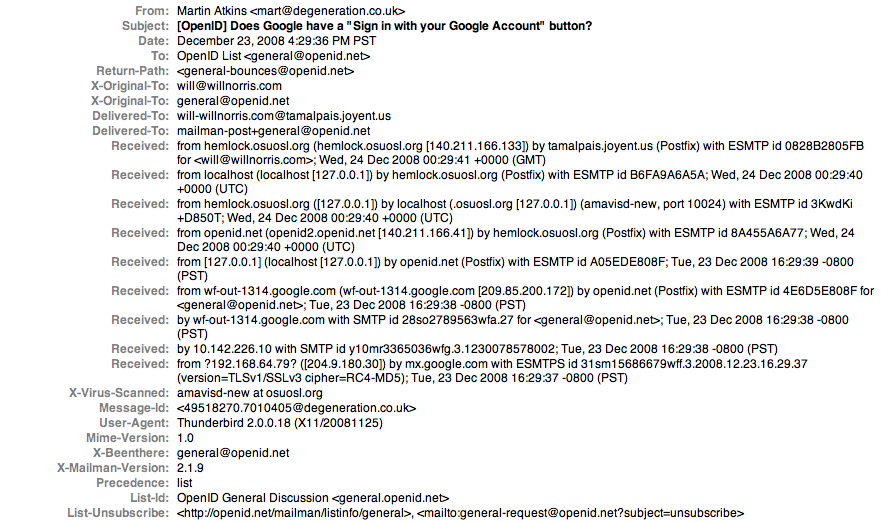 From: Martin Atkins <mart@degeneration.co.uk>
Subject: [OpenID] Does Google have a "Sign in with your Google Account" button?
Date: December 23, 2008 4:29:36 PM PST
To: OpenID List <general@openid.net>
Return-Path: <general-bounces@openid.net>
X-Original-To: will@willnorris.com
X-Original-To: general@openid.net
Delivered-To: will-willnorris.com@tamalpais.joyent.us
Delivered-To: mailman-post+general@openid.net
Received: from hemlock.osuosl.org (hemlock.osuosl.org [140.211.166.133]) by tamalpais.joyent.us (Postfix) with ESMTP id 0828B2805FB
for <will@willnorris.com>; Wed, 24 Dec 2008 00:29:41 +0000 (GMT)
Received: from localhost (localhost [127.0.0.1]) by hemlock.osuosl.org (Postfix) with ESMTP id B6FA9A6A5A; Wed, 24 Dec 2008 00:29:40
+0000 (UTC)
Received: from hemlock.osuosl.org ([127.0.0.1]) by localhost (.osuosl.org [127.0.0.1]) (amavisd-new, port 10024) with ESMTP id 3KwdKi
+D850T; Wed, 24 Dec 2008 00:29:40 +0000 (UTC)
Received: from openid.net (openid2.openid.net [140.211.166.41]) by hemlock.osuosl.org (Postfix) with ESMTP id 8A455A6A77; Wed, 24
Dec 2008 00:29:40 +0000 (UTC)
Received: from [127.0.0.1] (localhost [127.0.0.1]) by openid.net (Postfix) with ESMTP id A05EDE808F; Tue, 23 Dec 2008 16:29:39 -0800
(PST)
Received: from wf-out-1314.google.com (wf-out-1314.google.com [209.85.200.172]) by openid.net (Postfix) with ESMTP id 4E6D5E808F for
<general@openid.net>; Tue, 23 Dec 2008 16:29:38 -0800 (PST)
Received: by wf-out-1314.google.com with SMTP id 28so2789563wfa.27 for <general@openid.net>; Tue, 23 Dec 2008 16:29:38 -0800
(PST)
Received: by 10.142.226.10 with SMTP id y10mr3365036wfg.3.1230078578002; Tue, 23 Dec 2008 16:29:38 -0800 (PST)
Received: from ?192.168.64.79? ([204.9.180.30]) by mx.google.com with ESMTPS id 31sm15686679wff.3.2008.12.23.16.29.37
(version=TLSv1/SSLv3 cipher=RC4-MD5); Tue, 23 Dec 2008 16:29:37 -0800 (PST)
X-Virus-Scanned: amavisd-new at osuosl.org
Message-Id: <49518270.7010405@degeneration.co.uk>
User-Agent: Thunderbird 2.0.0.18 (X11/20081125)
Mime-Version: 1.0
X-Beenthere: general@openid.net
X-Mailman-Version: 2.1.9
Precedence: list
List-Id: OpenID General Discussion <general.openid.net>
List-Unsubscribe: <http://openid.net/mailman/listinfo/general>, <mailto:general-request@openid.net?subject=unsubscribe>